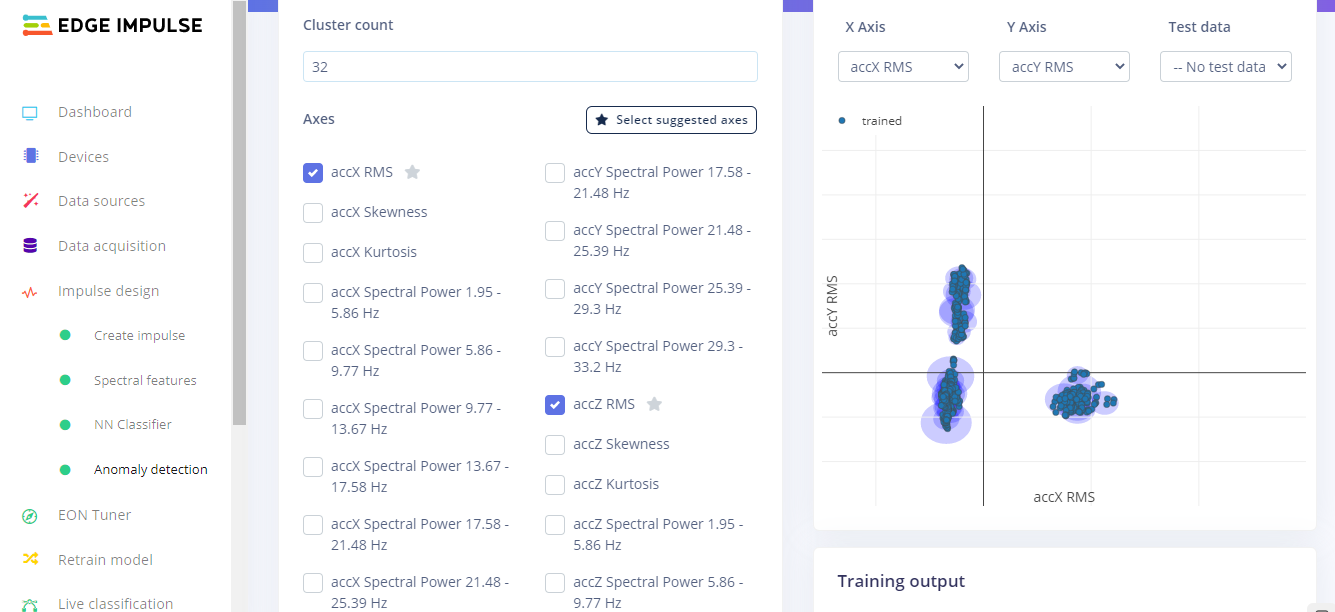 EDGE IMPULSE
Dashboard
Devices
Data sources
Data acquisition
Impulse design
Create impulse
Spectral features
NN Classifier
Anomaly detection
EON Tuner
Retrain model
Live classification
Cluster count
32
Axes
Select suggested axes
accX RMS
accX Skewness
accX Kurtosis
accX Spectral Power 1.95 -
5.86 Hz
accX Spectral Power 5.86 -
9.77 Hz
accX Spectral Power 9.77 -
13.67 Hz
accX Spectral Power 13.67 -
17.58 Hz
accX Spectral Power 17.58 -
21.48 Hz
accX Spectral Power 21.48 -
25.39 Hz
accY Spectral Power 17.58 -
21.48 Hz
accY Spectral Power 21.48 -
25.39 Hz
accY Spectral Power 25.39 -
29.3 Hz
accY Spectral Power 29.3 -
33.2 Hz
accZ RMS
accZ Skewness
accZ Kurtosis
accZ Spectral Power 1.95 -
5.86 Hz
accZ Spectral Power 5.86 -
9.77 Hz
X Axis
accX RMS
Y Axis
accY RMS
Test data
-- No test data
trained
accY RMS
accX RMS
Training output